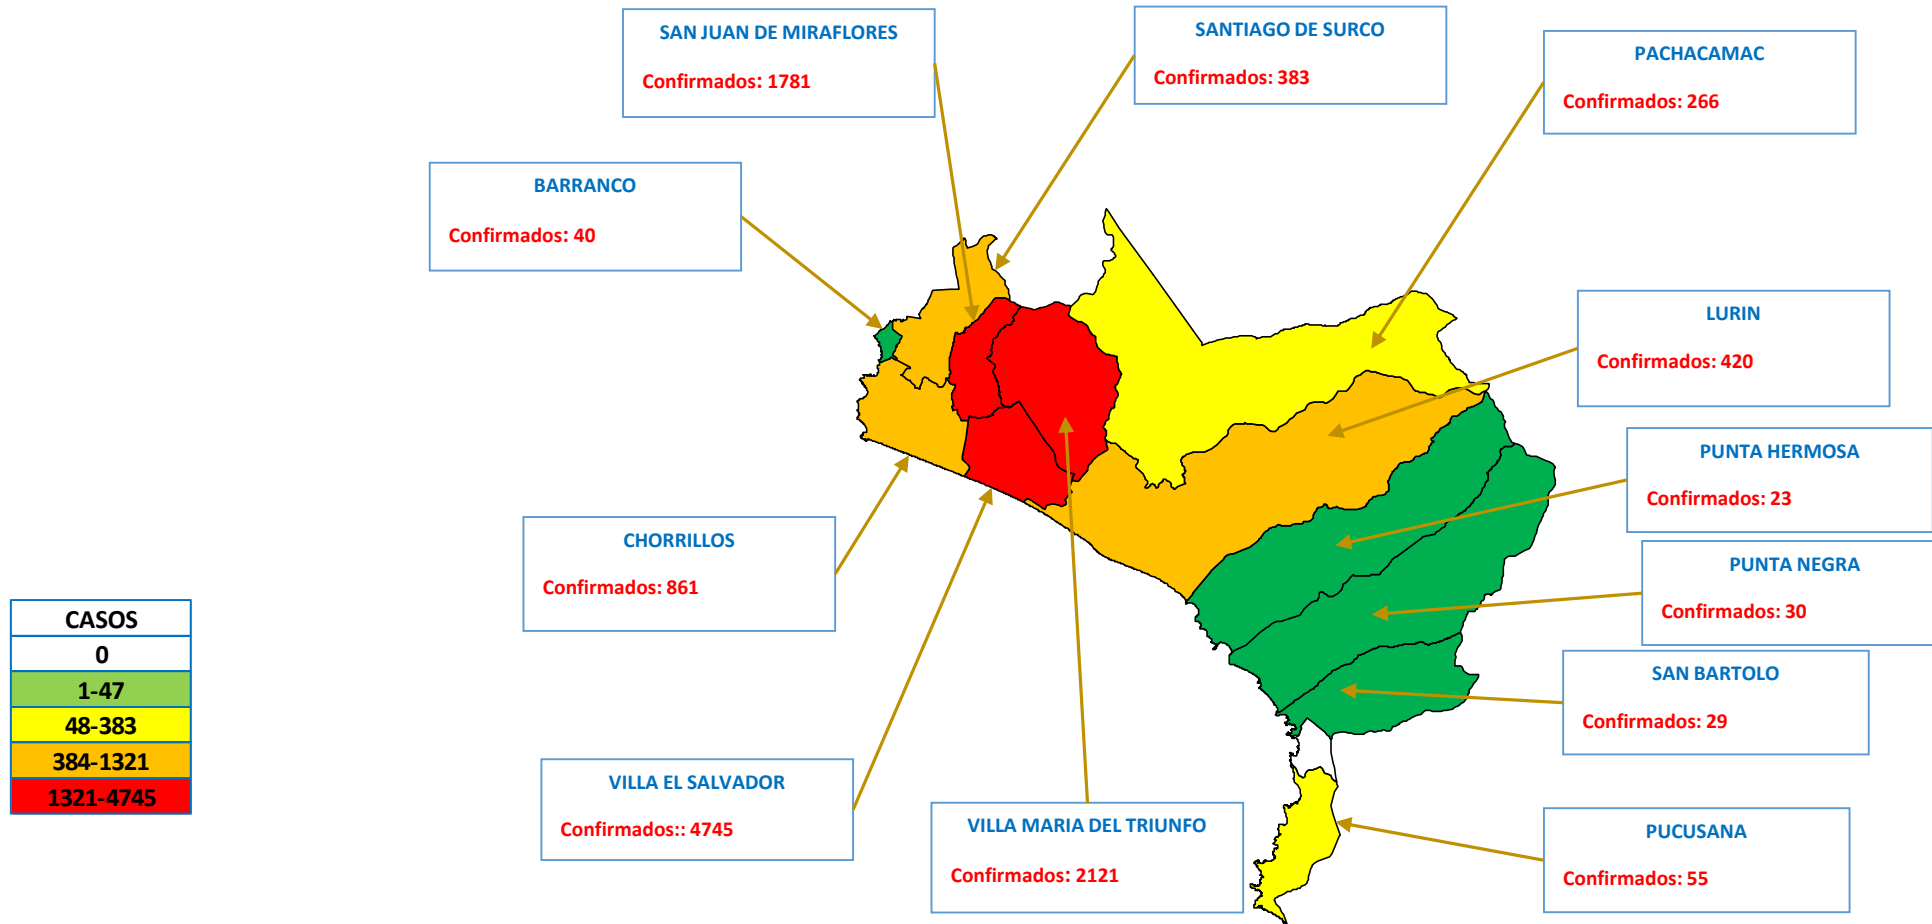 SAN JUAN DE MIRAFLORES
Confirmados: 1781
SANTIAGO DE SURCO
Confirmados: 383
PACHACAMAC
Confirmados: 266
BARRANCO
Confirmados: 40
LURIN
Confirmados: 420
PUNTA HERMOSA
Confirmados: 23
CHORRILLOS
Confirmados: 861
PUNTA NEGRA
Confirmados: 30
SAN BARTOLO
Confirmados: 29
VILLA EL SALVADOR
Confirmados:: 4745
VILLA MARIA DEL TRIUNFO
Confirmados: 2121
PUCUSANA
Confirmados: 55
CASOS
0
1-47
48-383
384-1321
1321-4745